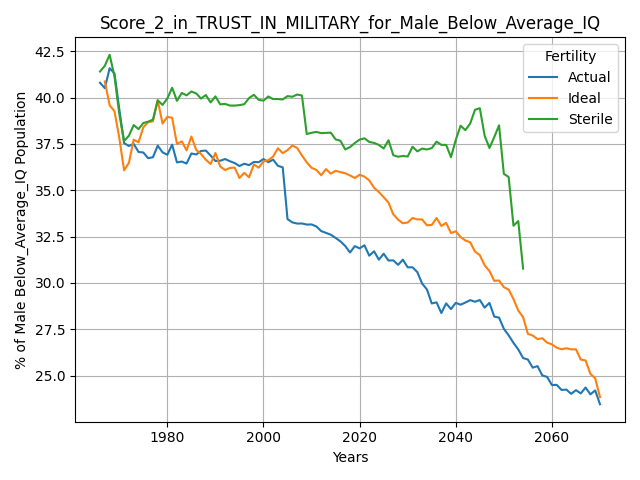 Score_2_in_TRUST_IN_MILITARY_for_Male_Below_Average_IQ
% of Male Below_Average_IQ Population
42.5
40.0
37.5
35.0
32.5
30.0
27.5
25.0
Fertility
Actual
Ideal
Sterile
1980
2000
2020
2040
2060
Years